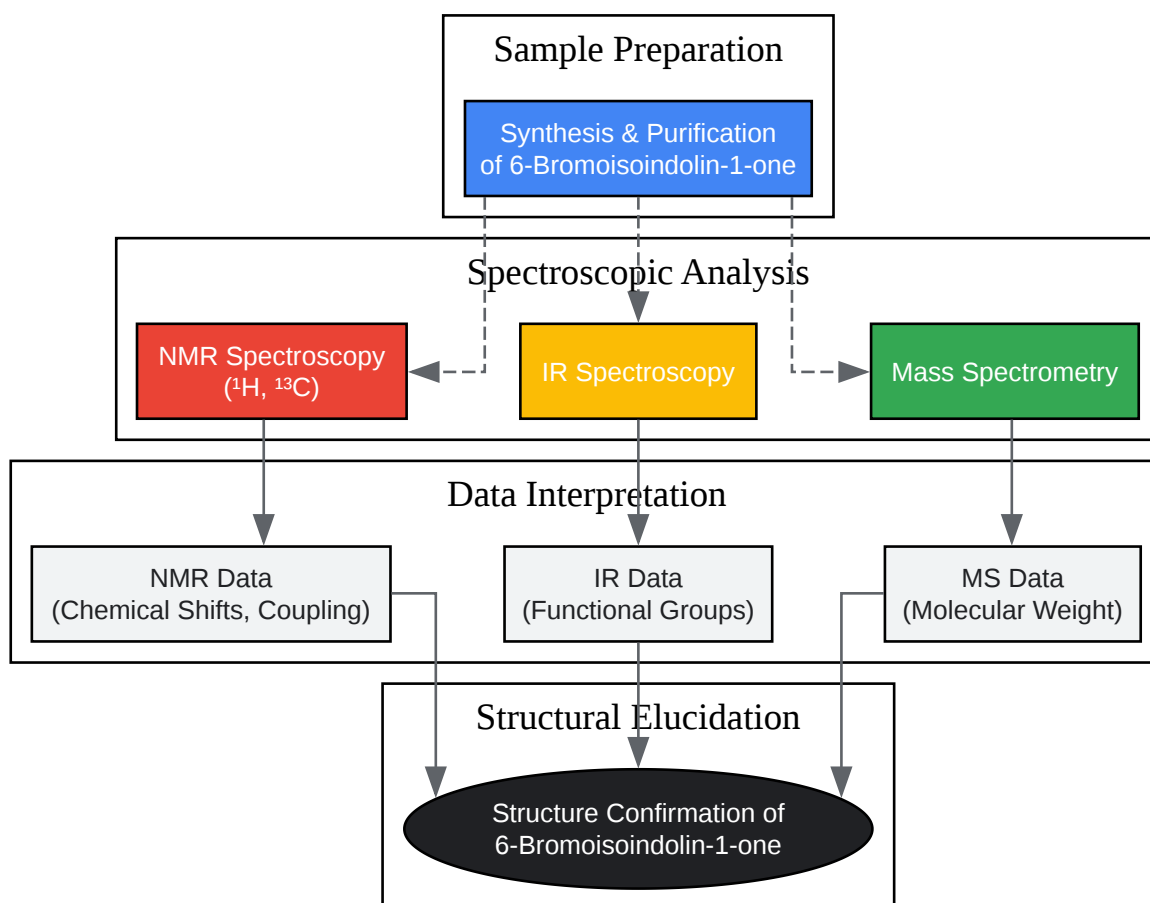 Sample Preparation
Synthesis & Purification
of 6-Bromoisoindolin-1-one
Spectroscopic Analysis
NMR Spectroscopy
(¹H, ¹³C)
IR Spectroscopy
Mass Spectrometry
Data Interpretation
NMR Data
(Chemical Shifts, Coupling)
IR Data
(Functional Groups)
MS Data
(Molecular Weight)
Structural Elucidation
Structure Confirmation of
6-Bromoisoindolin-1-one